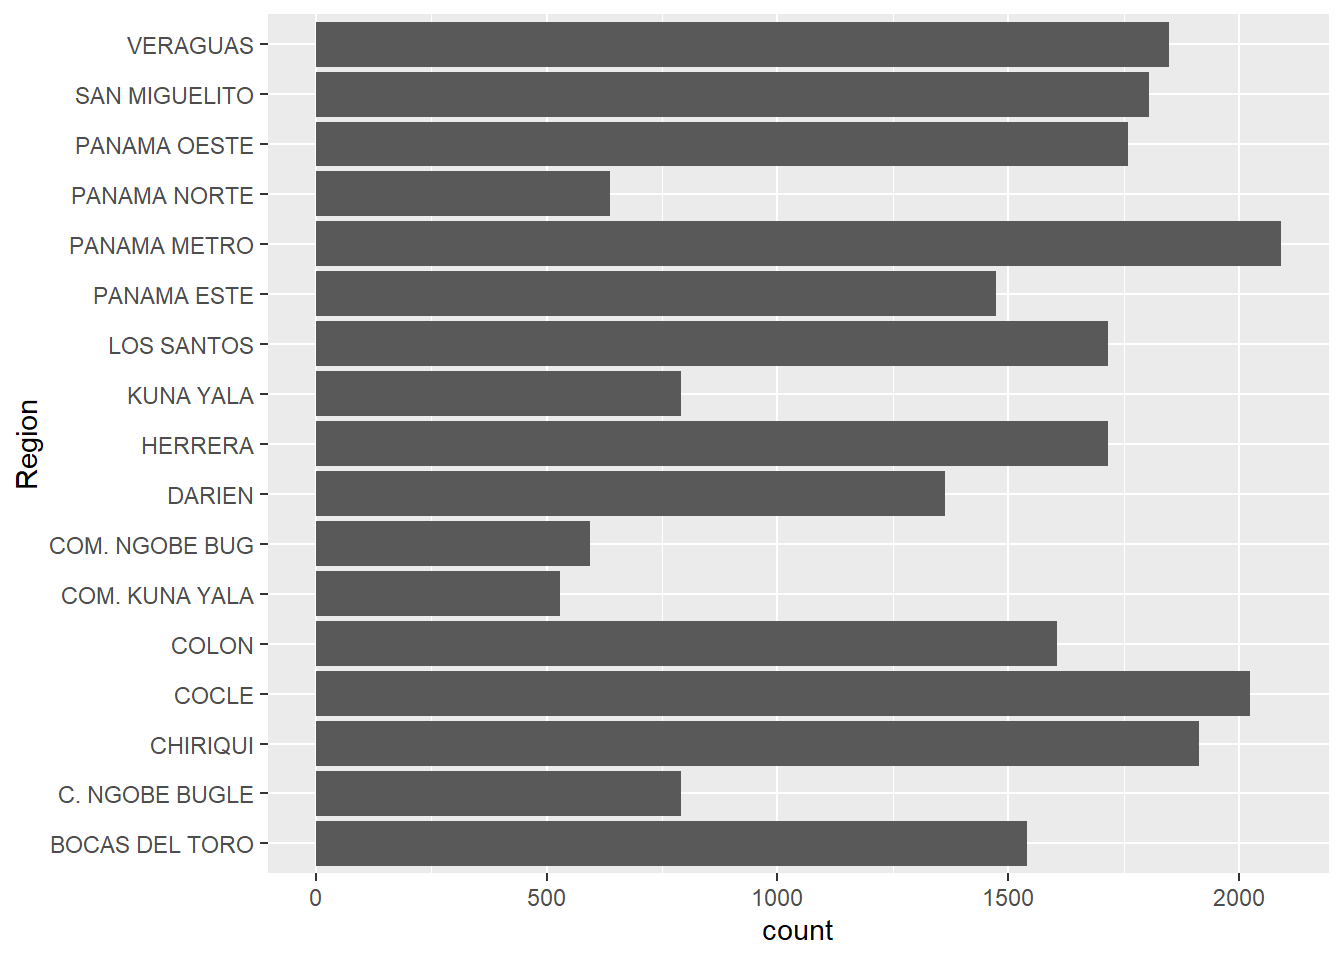 VERAGUAS
SAN MIGUELITO
PANAMA OESTE
PANAMA NORTE
PANAMA METRO
PANAMA ESTE
LOS SANTOS
KUNA YALA
HERRERA
DARIEN
COM. NGOBE BUG
COM. KUNA YALA
COLON
COCLE
CHIRIQUI
C. NGOBE BUGLE
BOCAS DEL TORO
Region
0 500 1000 1500 2000
count